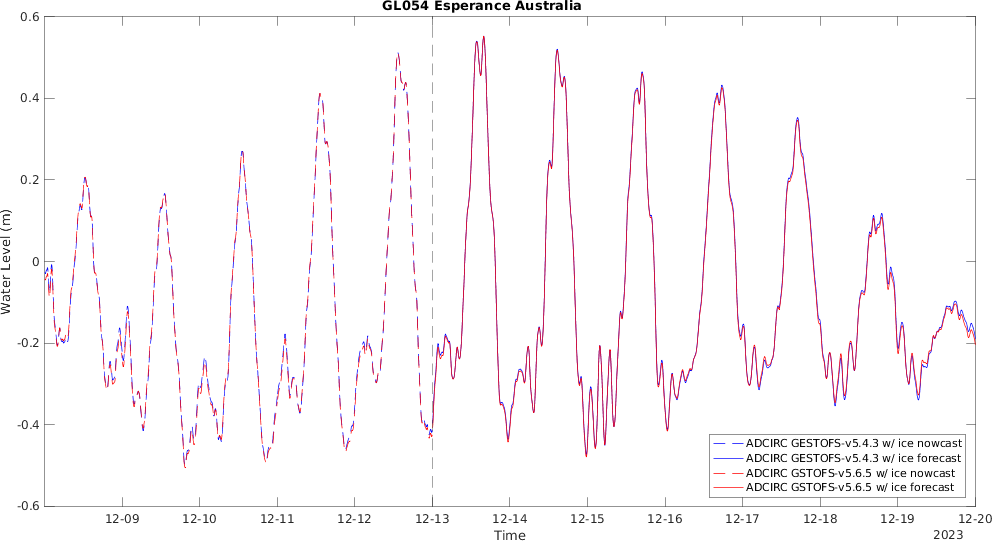 GL054 Esperance Australia
0.6
0.4
0.2
0
-0.2
-0.4
-0.6
Water Level (m)
12-09 12-10 12-11 12-12 12-13 12-14 12-15 12-16 12-17 12-18 12-19 12-20
Time
2023
ADCIRC GESTOFS-v5.4.3 w/ ice nowcast
ADCIRC GESTOFS-v5.4.3 w/ ice forecast
ADCIRC GSTOFS-v5.6.5 w/ ice nowcast
ADCIRC GSTOFS-v5.6.5 w/ ice forecast